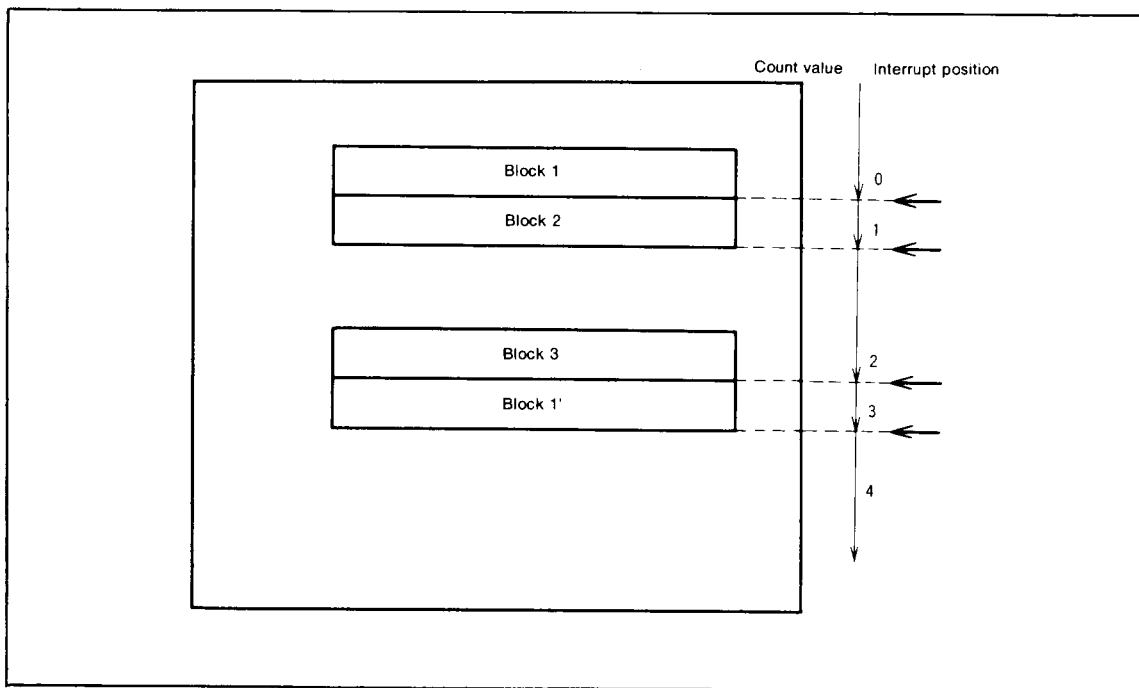 Count value Interrupt position
Block 1
0
Block 2
1
Block 3
2
Block 1'
3
4